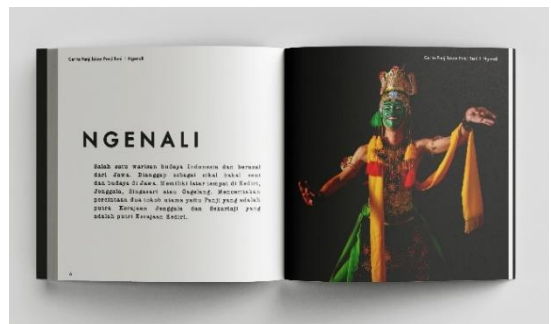 NGENALI
Salah satu warisan budaya Indonesia dan berasal
dari Jawa. Dianggap sebagai cikal bakal seni
dan budaya di Jawa. Memiliki latar tempat di Kediri,
Jenggala, Singasari atau Gagelang. Menceritakan
percintaan dua tokoh utama yaitu Panji yang adalah
putra Kerajaan Jenggala dan Sekartaji yang
adalah putri Kerajaan Kediri.